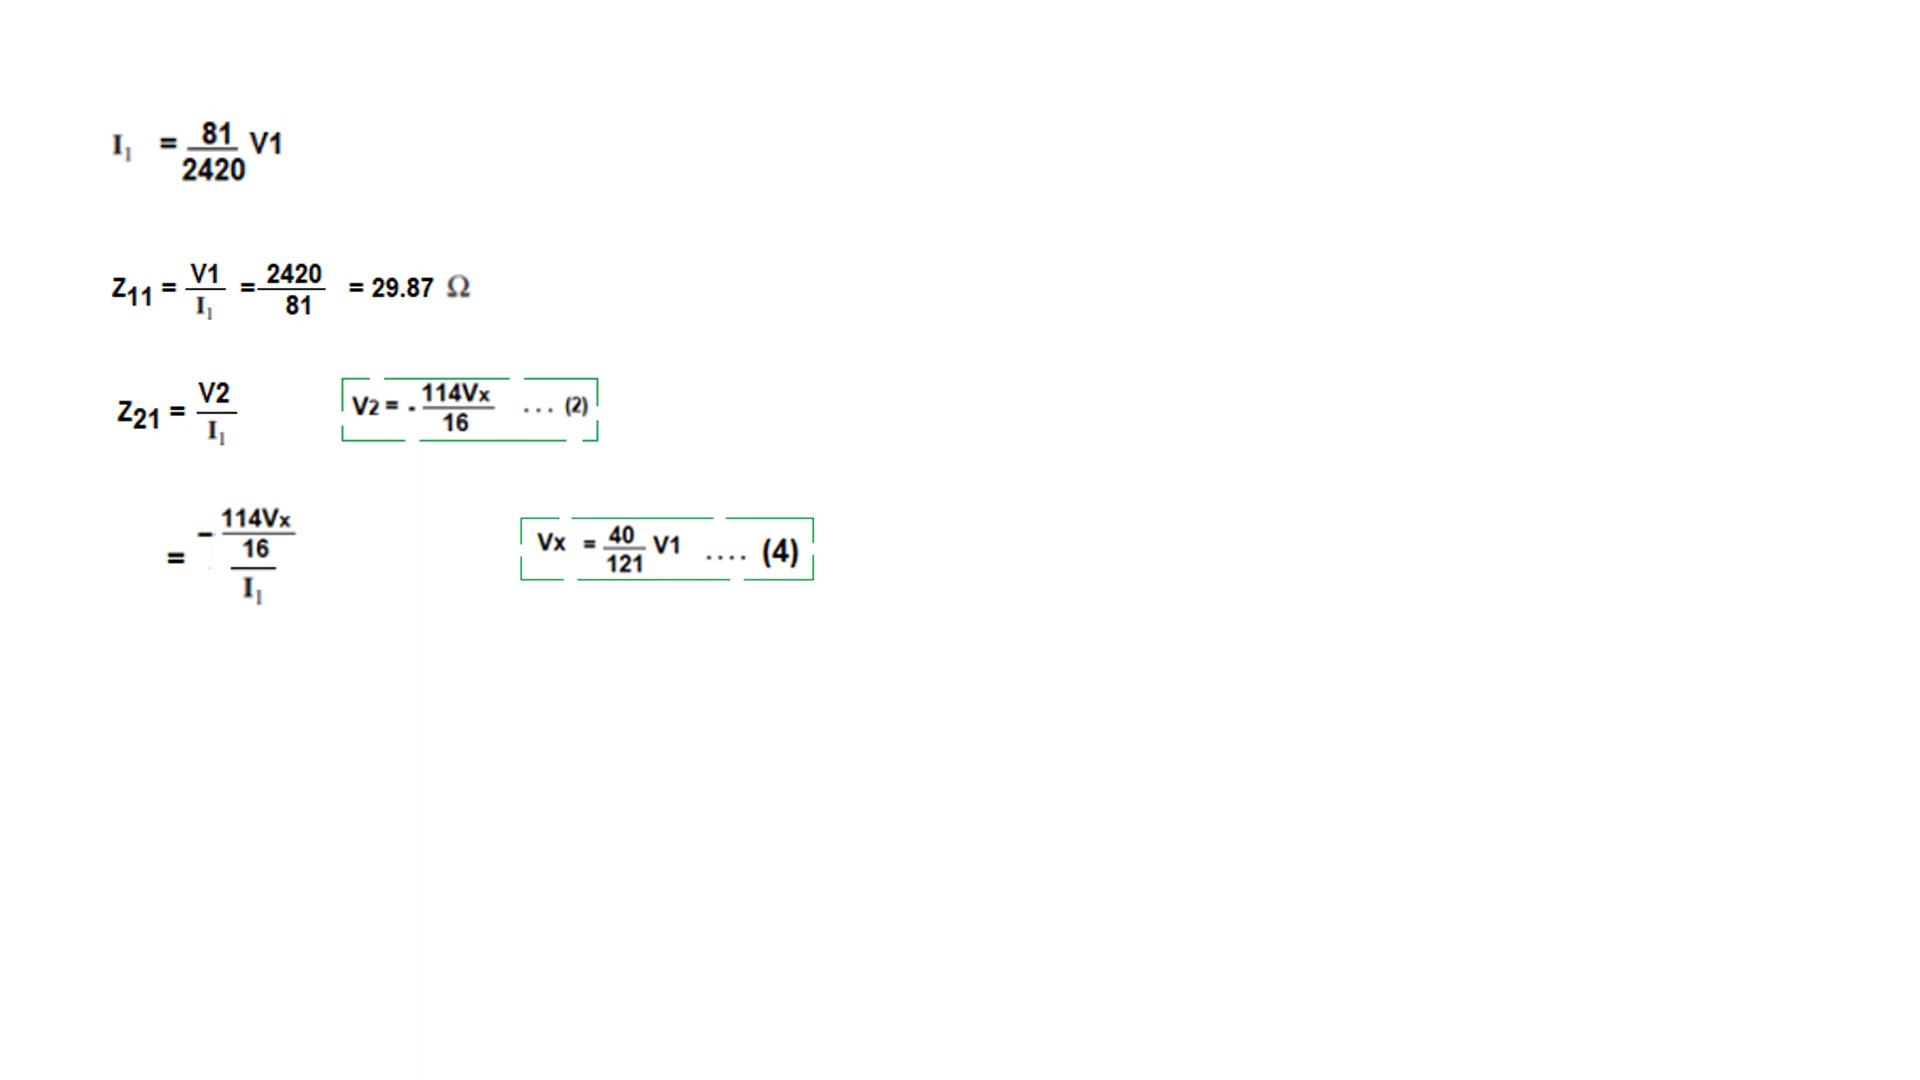 I₁ = 81/2420 V1
Z₁₁ = V1/I₁ = 2420/81 = 29.87 Ω
Z₂₁ = V2/I₁
V2 = - 114Vx/16 ... (2)
= - 114Vx/16 / I₁
Vx = 40/121 V1 .... (4)